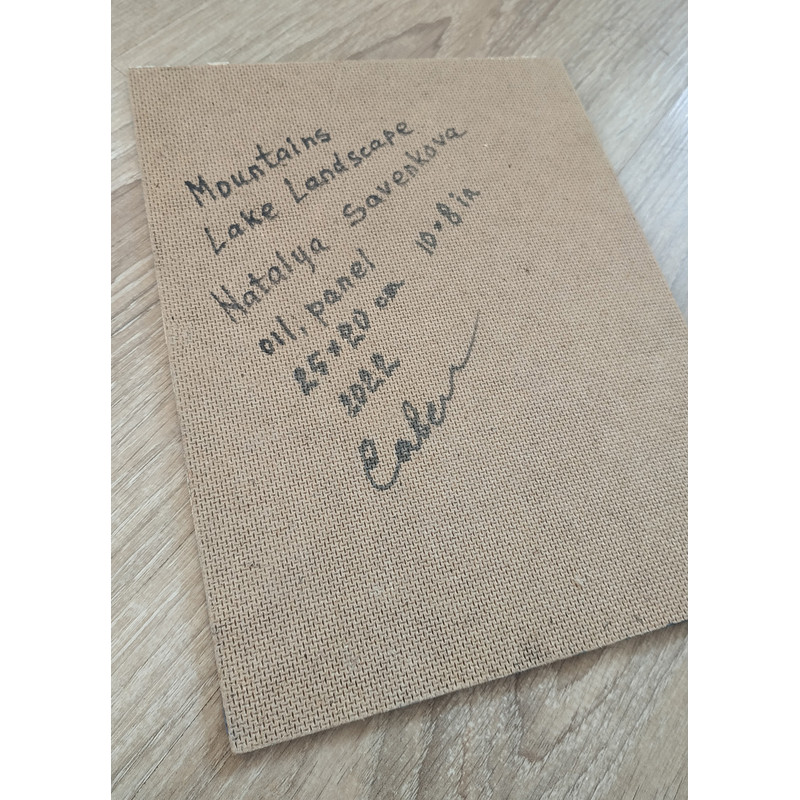 Mountains
Lake Landscape
Natalya Savenkova
oil, panel
25×20 cm 10×8 in
2022